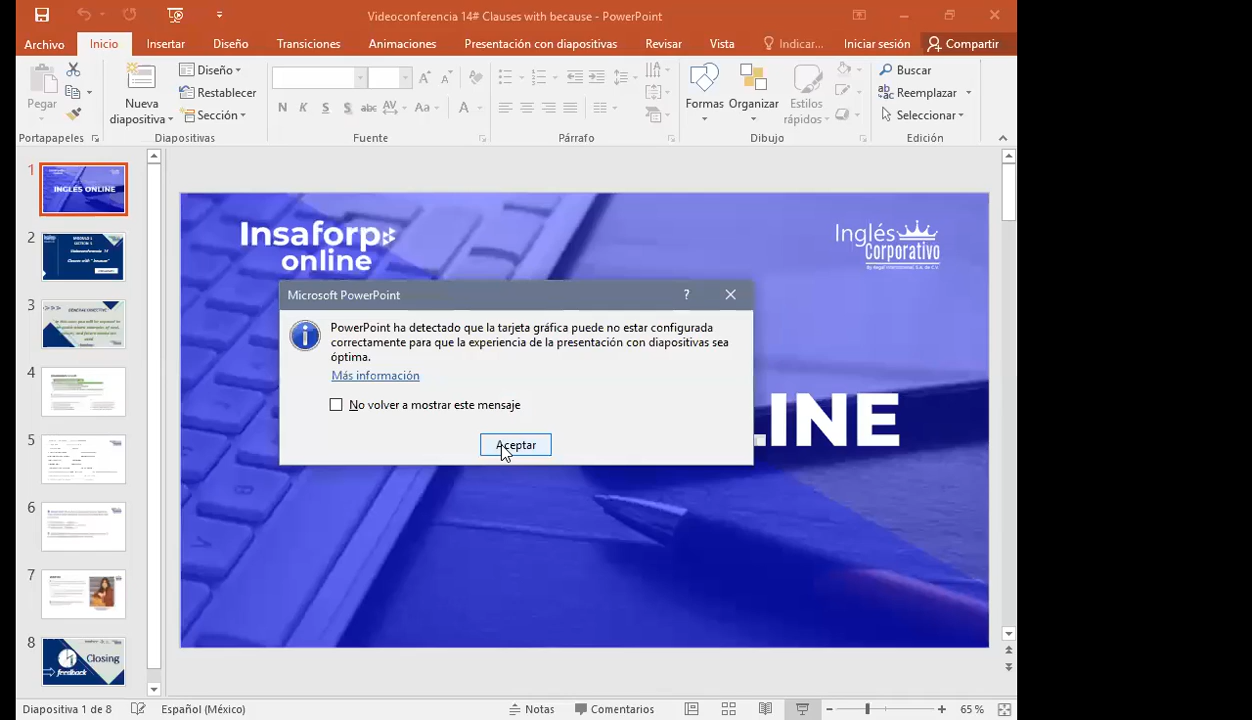 Videoconferencia 14# Clauses with because - PowerPoint
Archivo Inicio Insertar Diseño Transiciones Animaciones Presentación con diapositivas Revisar Vista Indicar... Iniciar sesión Compartir
Pegar
Nueva diapositiva
Diseño
Restablecer
Sección
N K S S abc AV Aa A
Formas
Organizar
Estilos rápidos
Buscar
Reemplazar
Seleccionar
Portapapeles Diapositivas Fuente Párrafo Dibujo Edición
1
INGLÉS ONLINE
2
3
4
5
6
7
8
Closing
feedback
Insaforp
online
Inglés
Corporativo
LINE
Microsoft PowerPoint ?
PowerPoint ha detectado que la tarjeta gráfica puede no estar configurada
correctamente para que la experiencia de la presentación con diapositivas sea
óptima.
Más información
No volver a mostrar este mensaje
Aceptar
Diapositiva 1 de 8 Español (México) Notas Comentarios 65 %